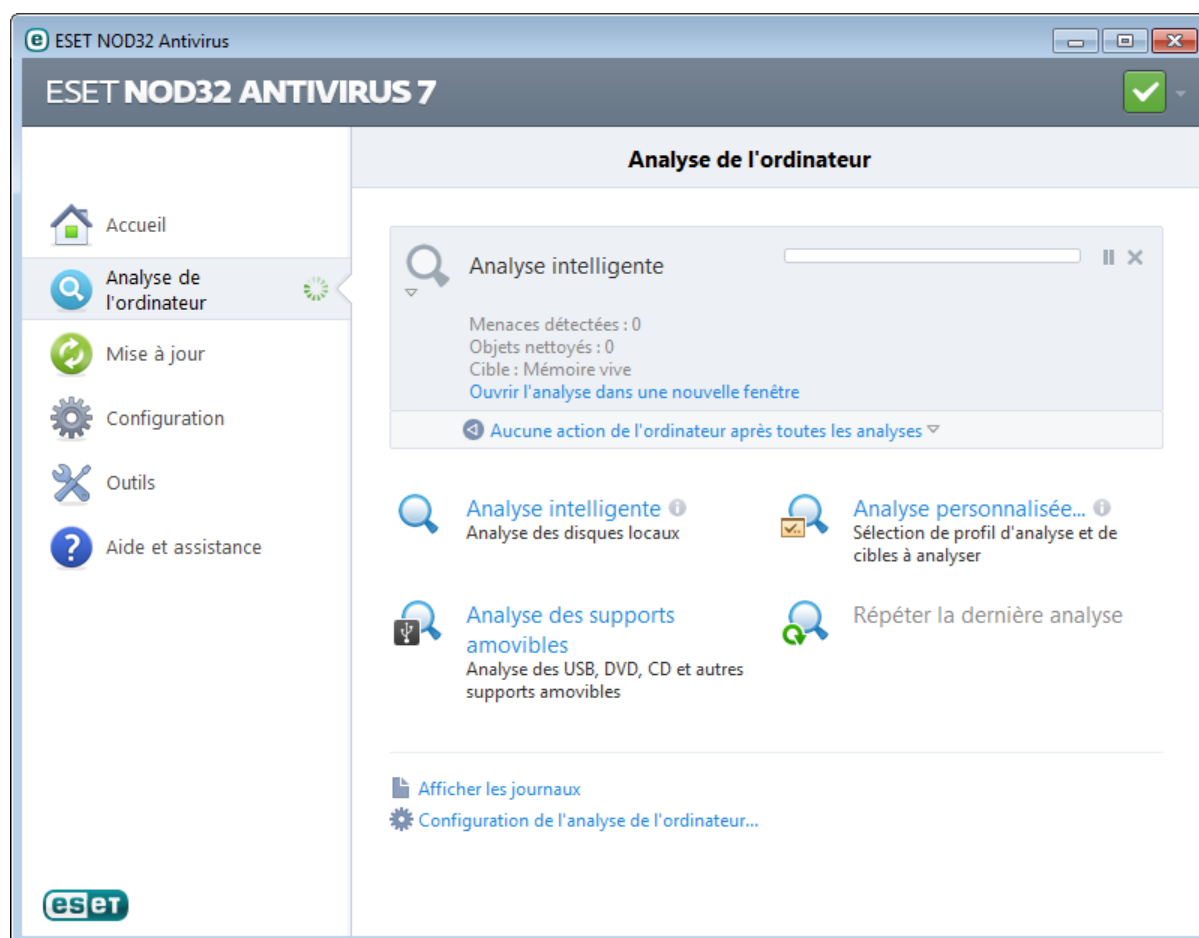 ESET NOD32 Antivirus
ESET NOD32 ANTIVIRUS 7
Analyse de l'ordinateur
Accueil
Analyse de
l'ordinateur
Mise à jour
Configuration
Outils
Aide et assistance
Analyse intelligente
Menaces détectées : 0
Objets nettoyés : 0
Cible : Mémoire vive
Ouvrir l'analyse dans une nouvelle fenêtre
Aucune action de l'ordinateur après toutes les analyses
Analyse intelligente
Analyse des disques locaux
Analyse personnalisée...
Sélection de profil d'analyse et de
cibles à analyser
Analyse des supports
amovibles
Analyse des USB, DVD, CD et autres
supports amovibles
Répéter la dernière analyse
Afficher les journaux
Configuration de l'analyse de l'ordinateur...
eset